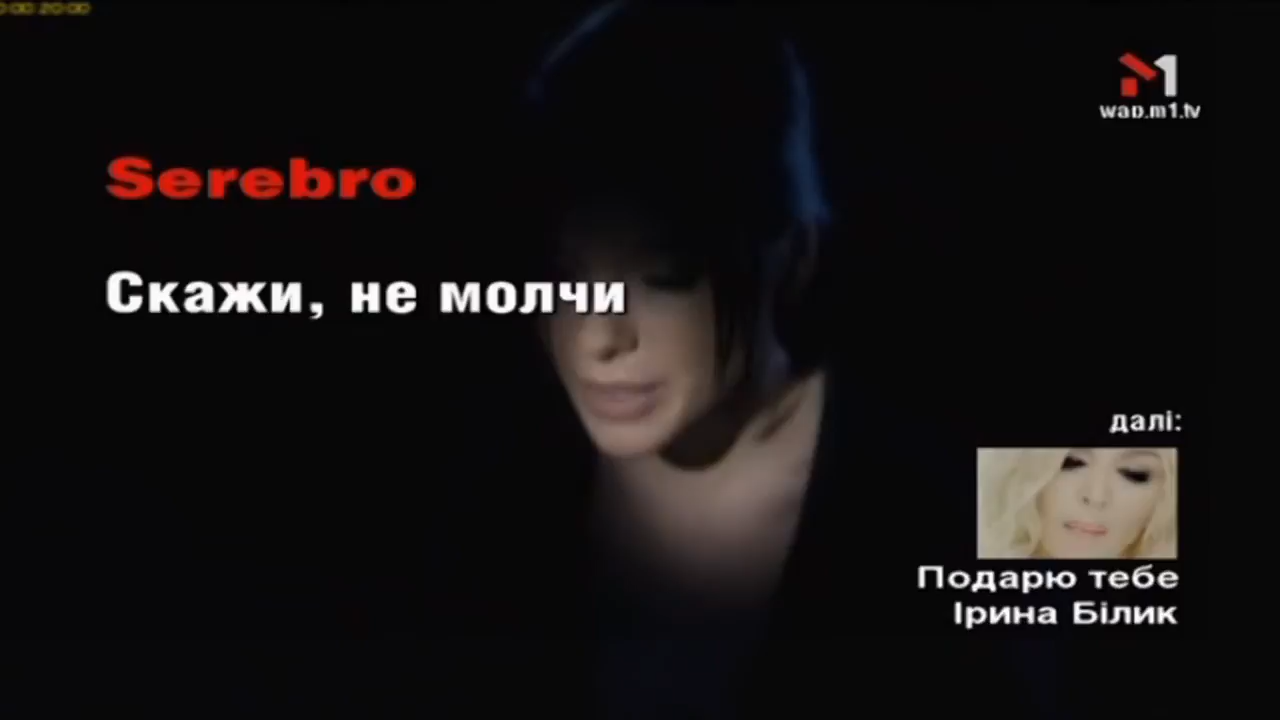 M1
wap.m1.tv
Serebro
Скажи, не молчи
далі:
Подарю тебе
Ірина Білик